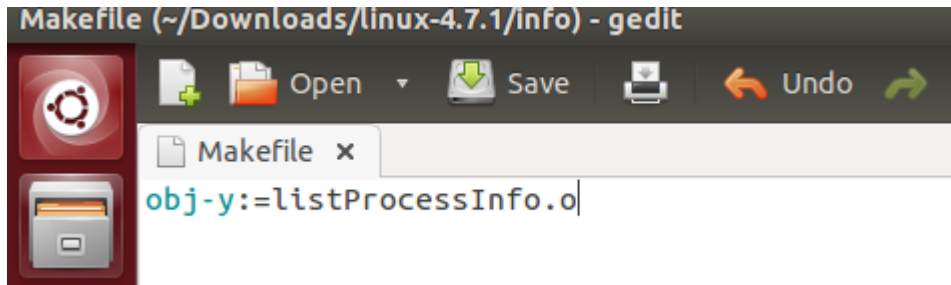 Makefile (~/Downloads/linux-4.7.1/info) - gedit
Open Save Undo
Makefile x
obj-y:=listProcessInfo.o